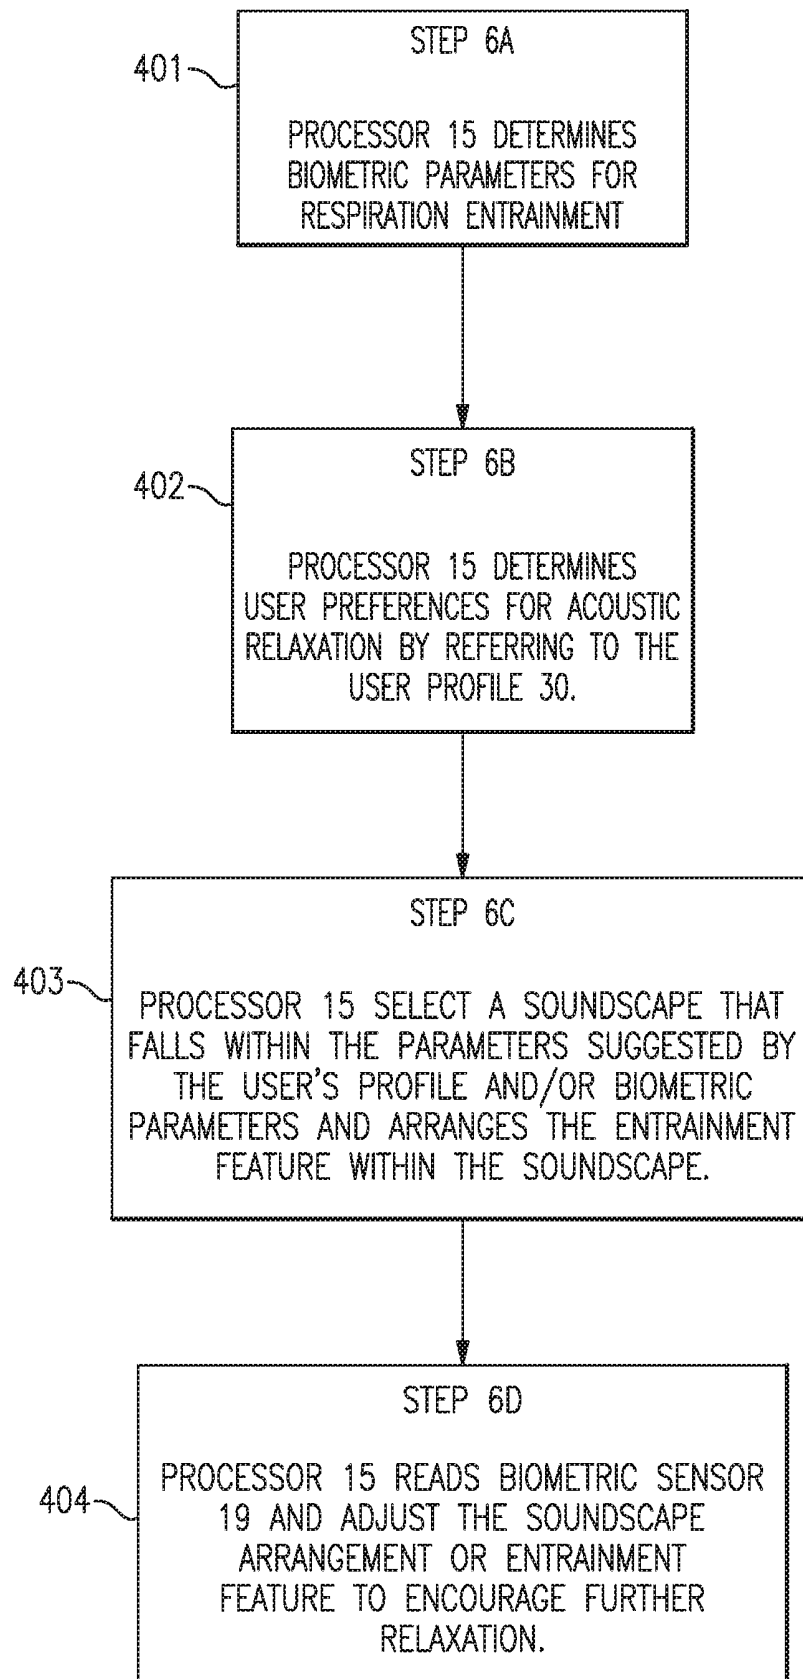 401
STEP 6A
PROCESSOR 15 DETERMINES
BIOMETRIC PARAMETERS FOR
RESPIRATION ENTRAINMENT
402
STEP 6B
PROCESSOR 15 DETERMINES
USER PREFERENCES FOR ACOUSTIC
RELAXATION BY REFERRING TO THE
USER PROFILE 30.
403
STEP 6C
PROCESSOR 15 SELECT A SOUNDSCAPE THAT
FALLS WITHIN THE PARAMETERS SUGGESTED BY
THE USER'S PROFILE AND/OR BIOMETRIC
PARAMETERS AND ARRANGES THE ENTRAINMENT
FEATURE WITHIN THE SOUNDSCAPE.
404
STEP 6D
PROCESSOR 15 READS BIOMETRIC SENSOR
19 AND ADJUST THE SOUNDSCAPE
ARRANGEMENT OR ENTRAINMENT
FEATURE TO ENCOURAGE FURTHER
RELAXATION.